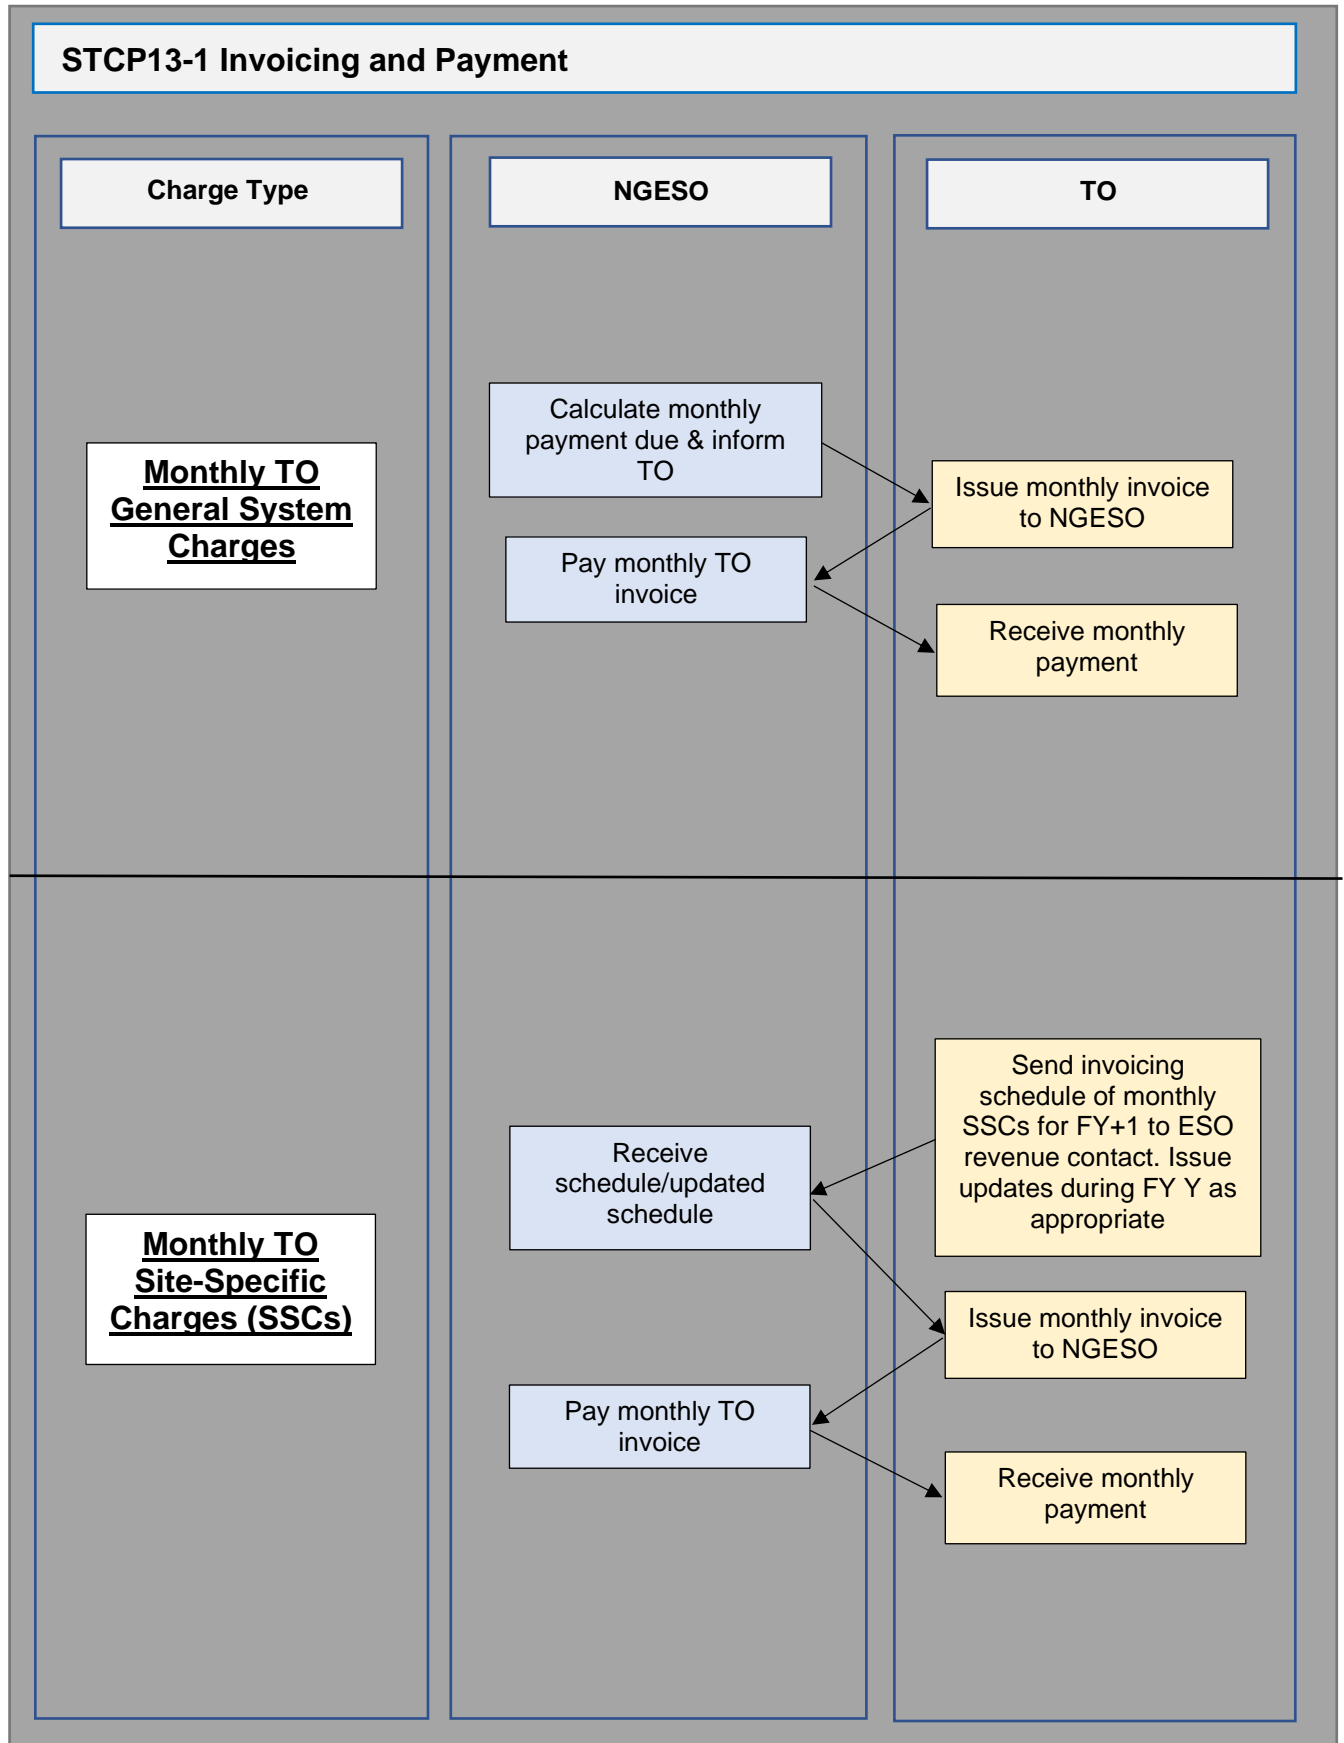 STCP13-1 Invoicing and Payment
Charge Type
NGESO
TO
Monthly TO
General System
Charges
Calculate monthly
payment due & inform
TO
Issue monthly invoice
to NGESO
Pay monthly TO
invoice
Receive monthly
payment
Monthly TO
Site-Specific
Charges (SSCs)
Send invoicing
schedule of monthly
SSCs for FY+1 to ESO
revenue contact. Issue
updates during FY Y as
appropriate
Receive
schedule/updated
schedule
Issue monthly invoice
to NGESO
Pay monthly TO
invoice
Receive monthly
payment